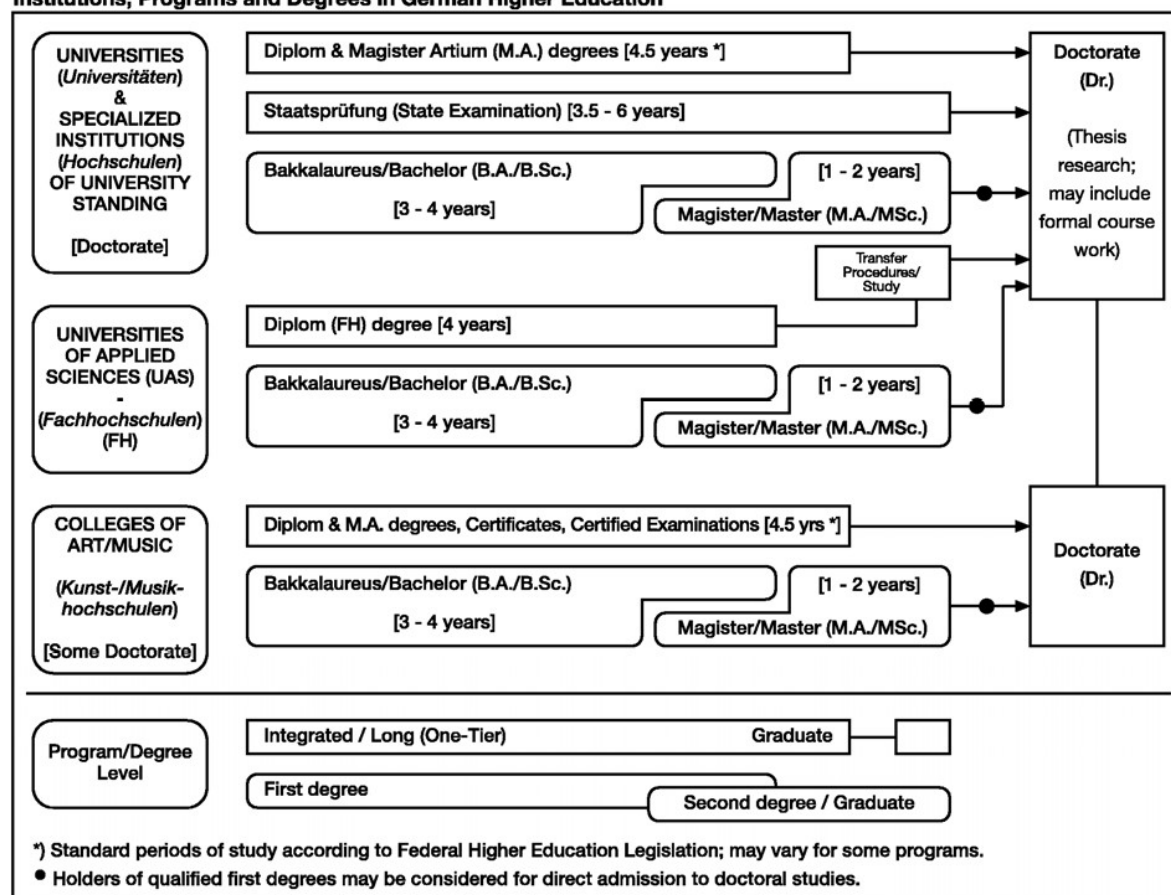 Institutions, Programs and Degrees in German Higher Education
UNIVERSITIES
(Universitäten)
&
SPECIALIZED
INSTITUTIONS
(Hochschulen)
OF UNIVERSITY
STANDING
[Doctorate]
Diplom & Magister Artium (M.A.) degrees [4.5 years *]
Staatsprüfung (State Examination) [3.5 - 6 years]
Bakkalaureus/Bachelor (B.A./B.Sc.)
[3 - 4 years]
[1 - 2 years]
Magister/Master (M.A./MSc.)
Transfer
Procedures/
Study
Doctorate
(Dr.)
(Thesis
research;
may include
formal course
work)
UNIVERSITIES
OF APPLIED
SCIENCES (UAS)
-
(Fachhochschulen)
(FH)
Diplom (FH) degree [4 years]
Bakkalaureus/Bachelor (B.A./B.Sc.)
[3 - 4 years]
[1 - 2 years]
Magister/Master (M.A./MSc.)
COLLEGES OF
ART/MUSIC
(Kunst-/Musik-
hochschulen)
[Some Doctorate]
Diplom & M.A. degrees, Certificates, Certified Examinations [4.5 yrs *]
Bakkalaureus/Bachelor (B.A./B.Sc.)
[3 - 4 years]
[1 - 2 years]
Magister/Master (M.A./MSc.)
Doctorate
(Dr.)
Program/Degree
Level
Integrated / Long (One-Tier) Graduate
First degree
Second degree / Graduate
*) Standard periods of study according to Federal Higher Education Legislation; may vary for some programs.
● Holders of qualified first degrees may be considered for direct admission to doctoral studies.